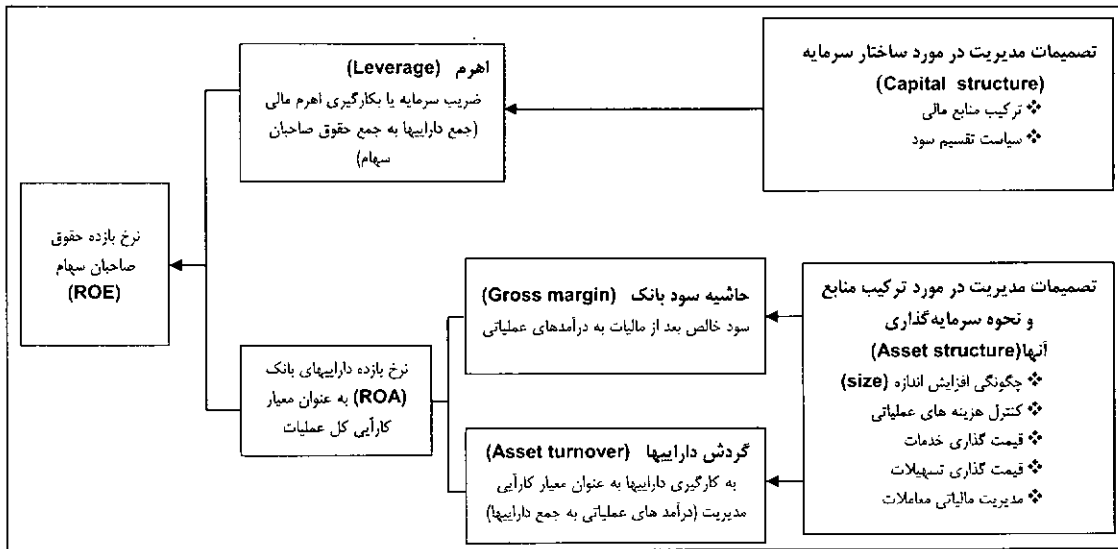 تصمیمات مدیریت در مورد ساختار سرمایه
(Capital structure)
❖ ترکیب منابع مالی
❖ سیاست تقسیم سود
اهرم (Leverage)
ضریب سرمایه یا بکارگیری اهرم مالی
(جمع داراییها به جمع حقوق صاحبان
سهام)
نرخ بازده حقوق
صاحبان سهام
(ROE)
تصمیمات مدیریت در مورد ترکیب منابع
و نحوه سرمایه‌گذاری
آنها(Asset structure)
❖ چگونگی افزایش اندازه (size)
❖ کنترل هزینه های عملیاتی
❖ قیمت گذاری خدمات
❖ قیمت گذاری تسهیلات
❖ مدیریت مالیاتی معاملات
حاشیه سود بانک (Gross margin)
سود خالص بعد از مالیات به درآمدهای عملیاتی
نرخ بازده داراییهای بانک
(ROA) به عنوان معیار
کارآیی کل عملیات
گردش داراییها (Asset turnover)
به کارگیری داراییها به عنوان معیار کارآیی
مدیریت (درآمد های عملیاتی به جمع داراییها)